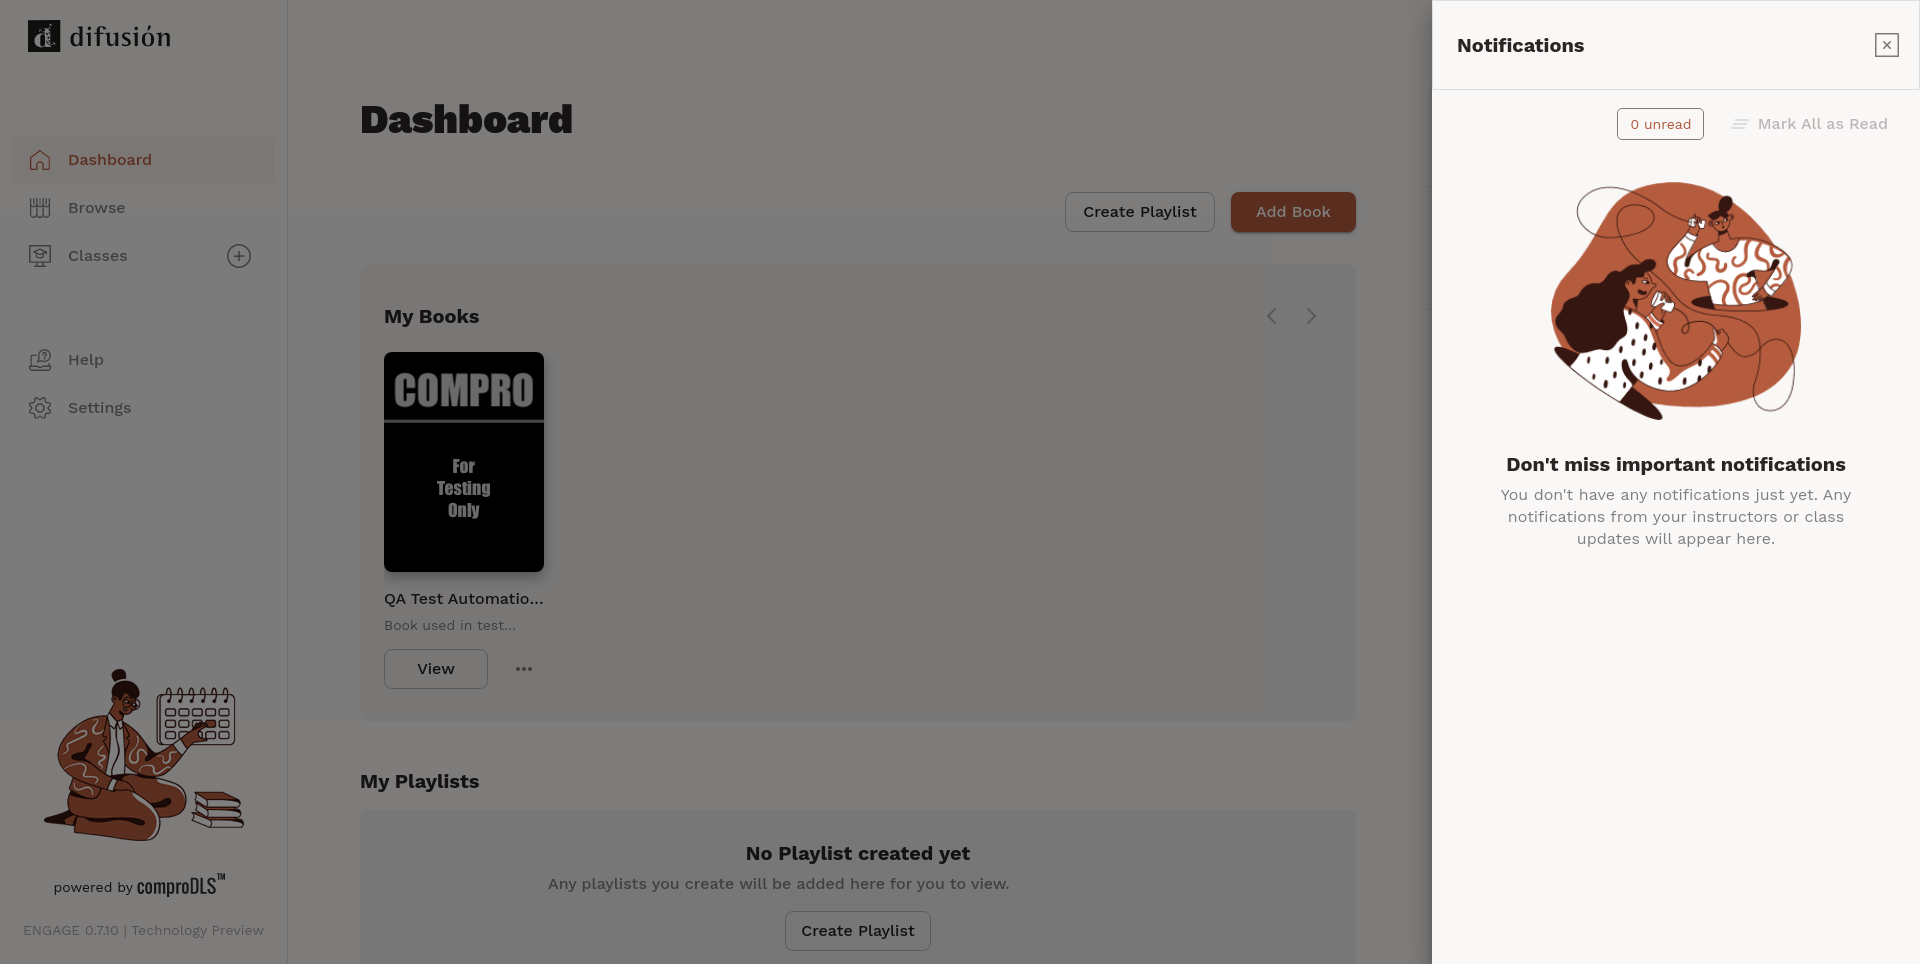 difusión
Dashboard
Browse
Classes
Help
Settings
powered by comproDLS™
ENGAGE 0.7.10 | Technology Preview
Dashboard
Create Playlist
Add Book
My Books
COMPRO
For
Testing
Only
QA Test Automatio...
Book used in test...
View
My Playlists
No Playlist created yet
Any playlists you create will be added here for you to view.
Create Playlist
Notifications
0 unread
Mark All as Read
Don't miss important notifications
You don't have any notifications just yet. Any
notifications from your instructors or class
updates will appear here.